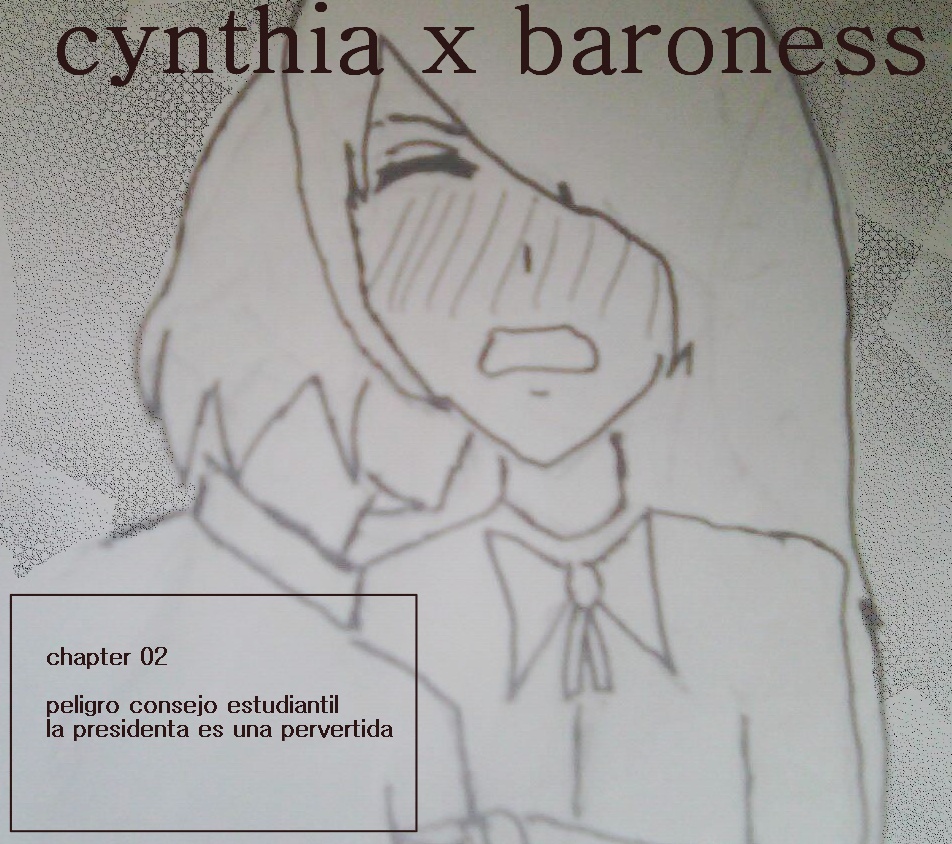 cynthia x baroness
chapter 02
peligro consejo estudiantil
la presidenta es una pervertida